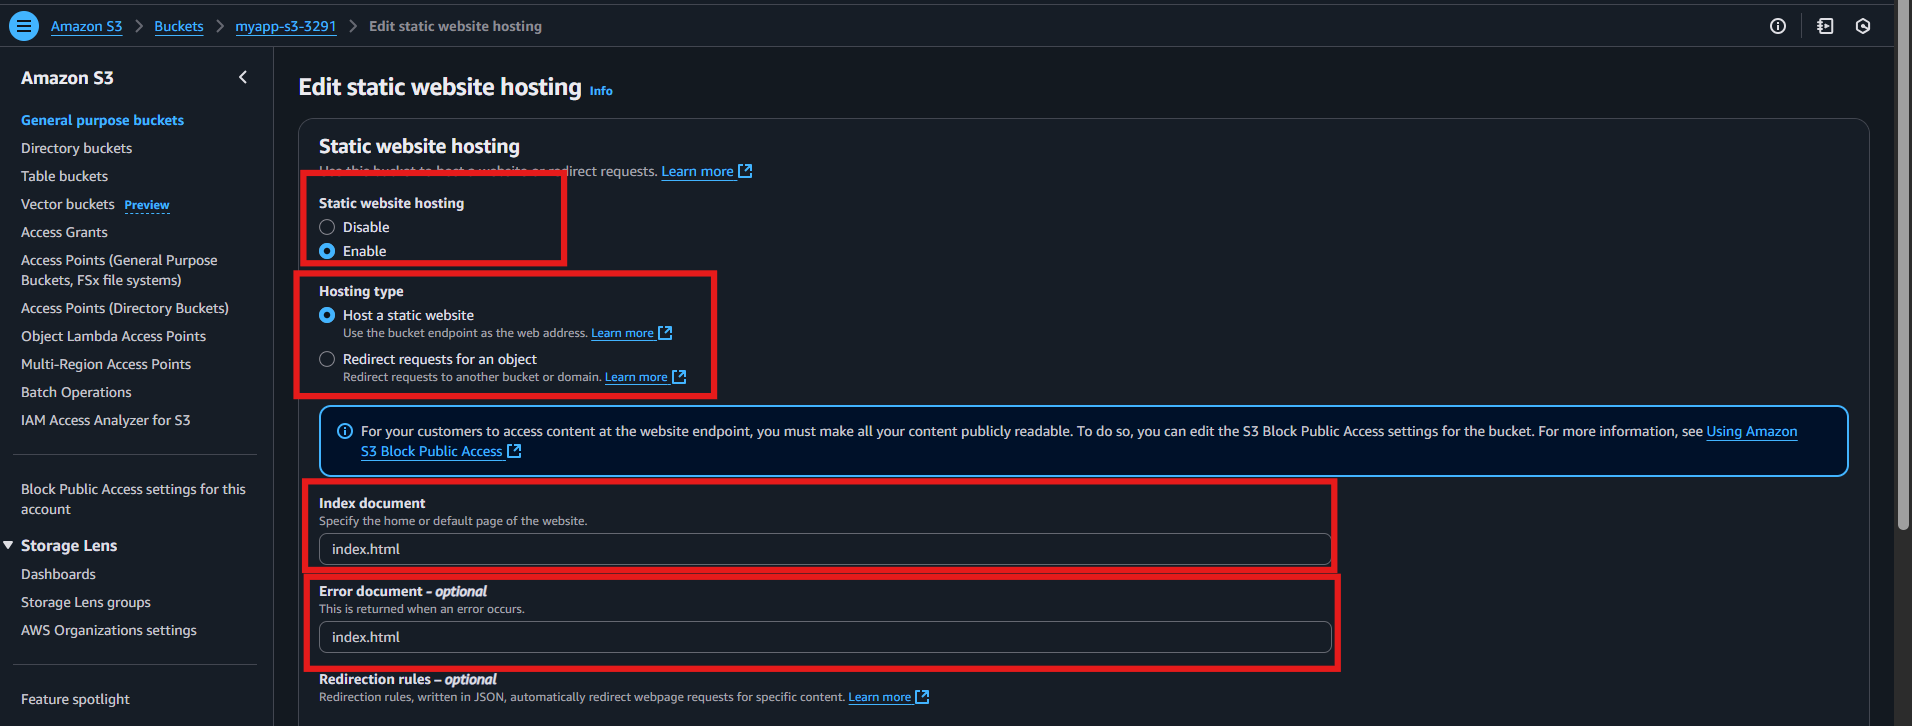 Amazon S3 > Buckets > myapp-s3-3291 > Edit static website hosting
Amazon S3
General purpose buckets
Directory buckets
Table buckets
Vector buckets Preview
Access Grants
Access Points (General Purpose
Buckets, FSx file systems)
Access Points (Directory Buckets)
Object Lambda Access Points
Multi-Region Access Points
Batch Operations
IAM Access Analyzer for S3
Block Public Access settings for this
account
Storage Lens
Dashboards
Storage Lens groups
AWS Organizations settings
Feature spotlight
Edit static website hosting Info
Static website hosting
Use this bucket to host a website or redirect requests. Learn more
Static website hosting
Disable
Enable
Hosting type
Host a static website
Use the bucket endpoint as the web address. Learn more
Redirect requests for an object
Redirect requests to another bucket or domain. Learn more
For your customers to access content at the website endpoint, you must make all your content publicly readable. To do so, you can edit the S3 Block Public Access settings for the bucket. For more information, see Using Amazon
S3 Block Public Access
Index document
Specify the home or default page of the website.
index.html
Error document – optional
This is returned when an error occurs.
index.html
Redirection rules – optional
Redirection rules, written in JSON, automatically redirect webpage requests for specific content. Learn more